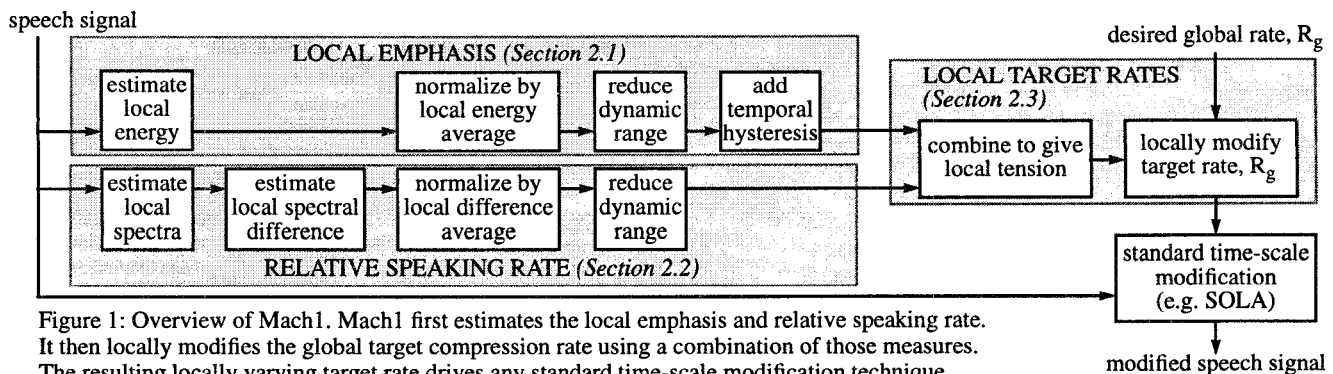 speech signal
LOCAL EMPHASIS (Section 2.1)
estimate
local
energy
normalize by
local energy
average
reduce
dynamic
range
add
temporal
hysteresis
estimate
local
spectra
estimate
local spectral
difference
normalize by
local difference
average
reduce
dynamic
range
RELATIVE SPEAKING RATE (Section 2.2)
desired global rate, Rg
LOCAL TARGET RATES
(Section 2.3)
combine to give
local tension
locally modify
target rate, Rg
standard time-scale
modification
(e.g. SOLA)
modified speech signal
Figure 1: Overview of Mach1. Mach1 first estimates the local emphasis and relative speaking rate.
It then locally modifies the global target compression rate using a combination of those measures.
The resulting locally varying target rate drives any standard time-scale modification technique